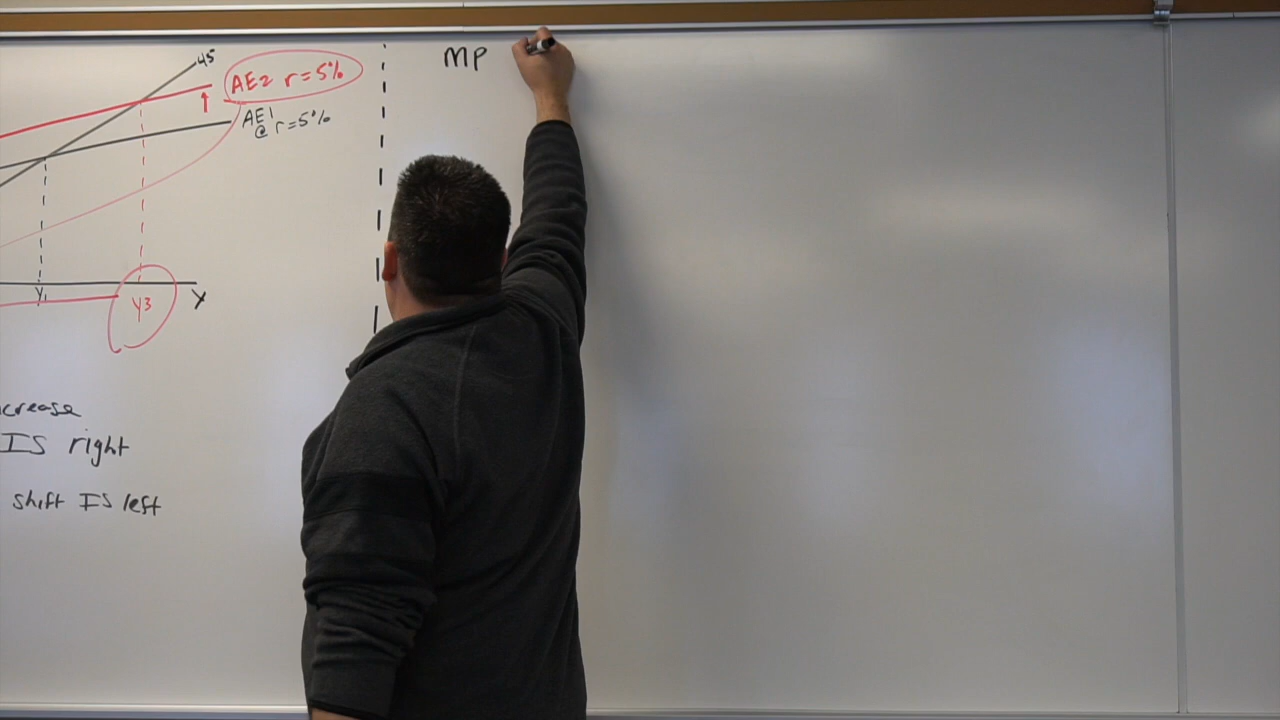 45
AE2 r=5%
AE1
@ r=5%
Y1
Y3
Y
crease
IS right
shift IS left
MP